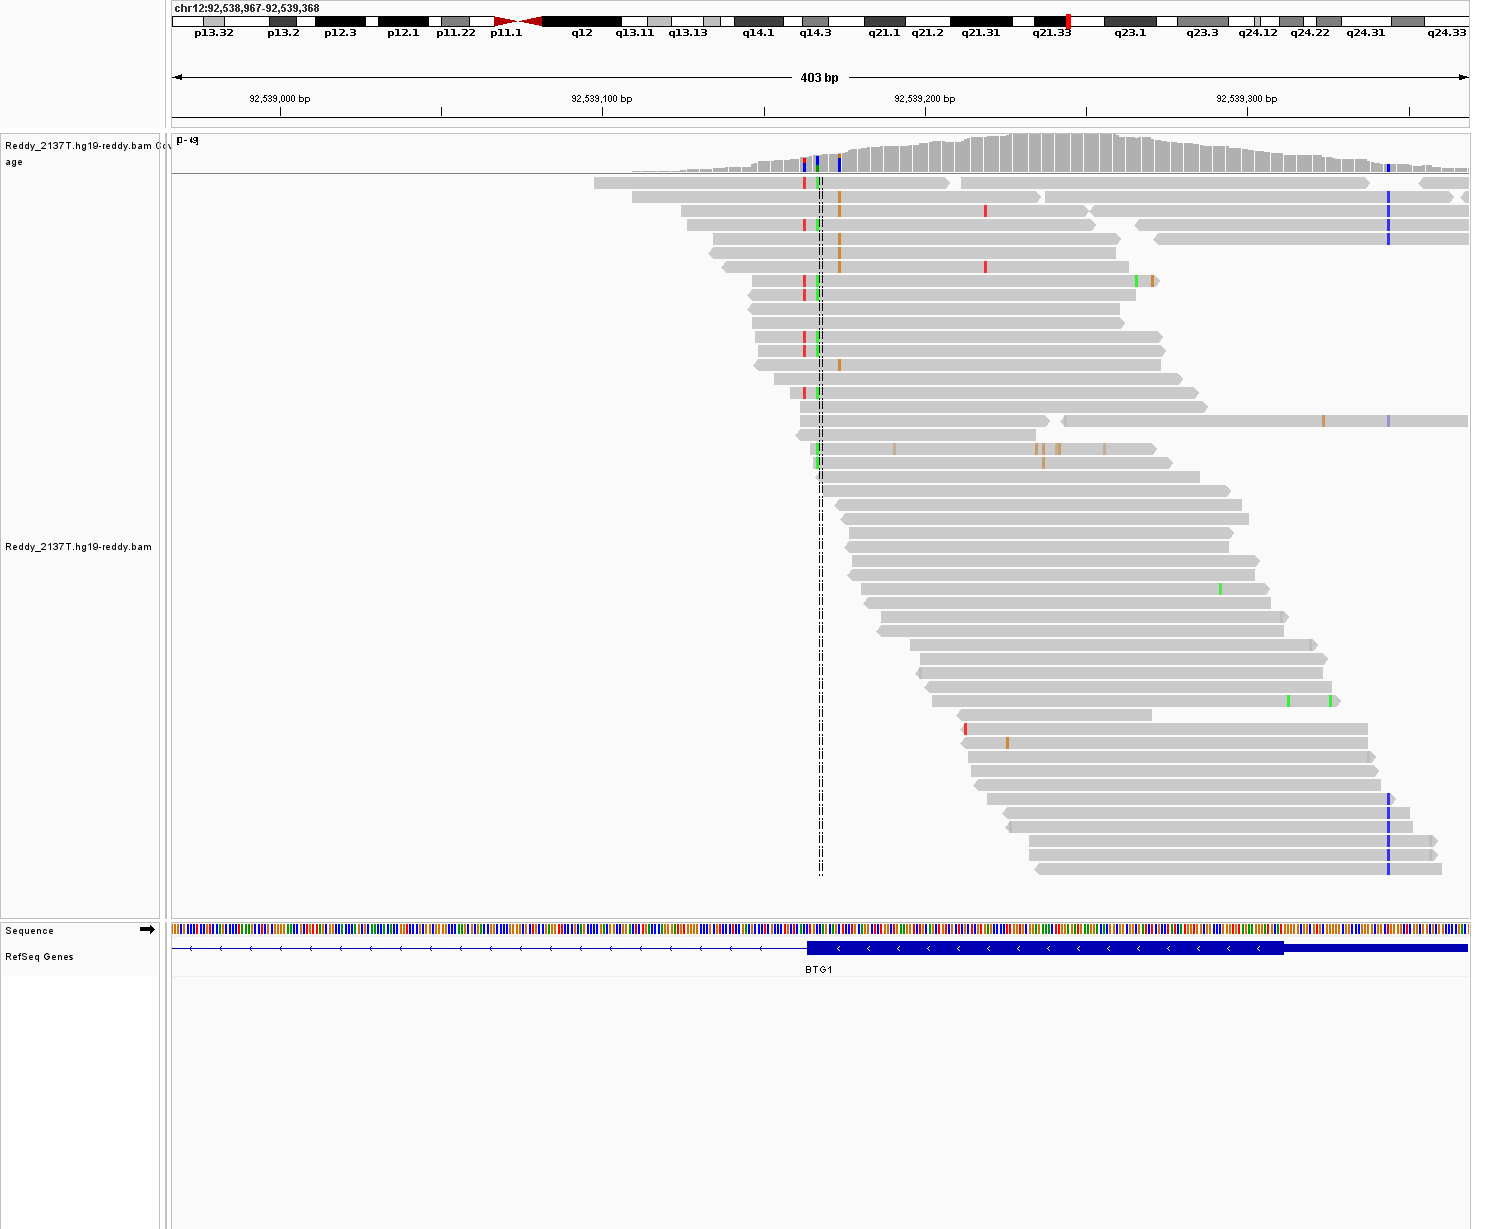 chr12:92,538,967-92,539,368
p13.32 p13.2 p12.3 p12.1 p11.22 p11.1 q12 q13.11 q13.13 q14.1 q14.3 q21.1 q21.2 q21.31 q21.33 q23.1 q23.3 q24.12 q24.22 q24.31 q24.33
403 bp
92,539,000 bp 92,539,100 bp 92,539,200 bp 92,539,300 bp
Reddy_2137T.hg19-reddy.bam
age
Reddy_2137T.hg19-reddy.bam
Sequence
RefSeq Genes
BTG1